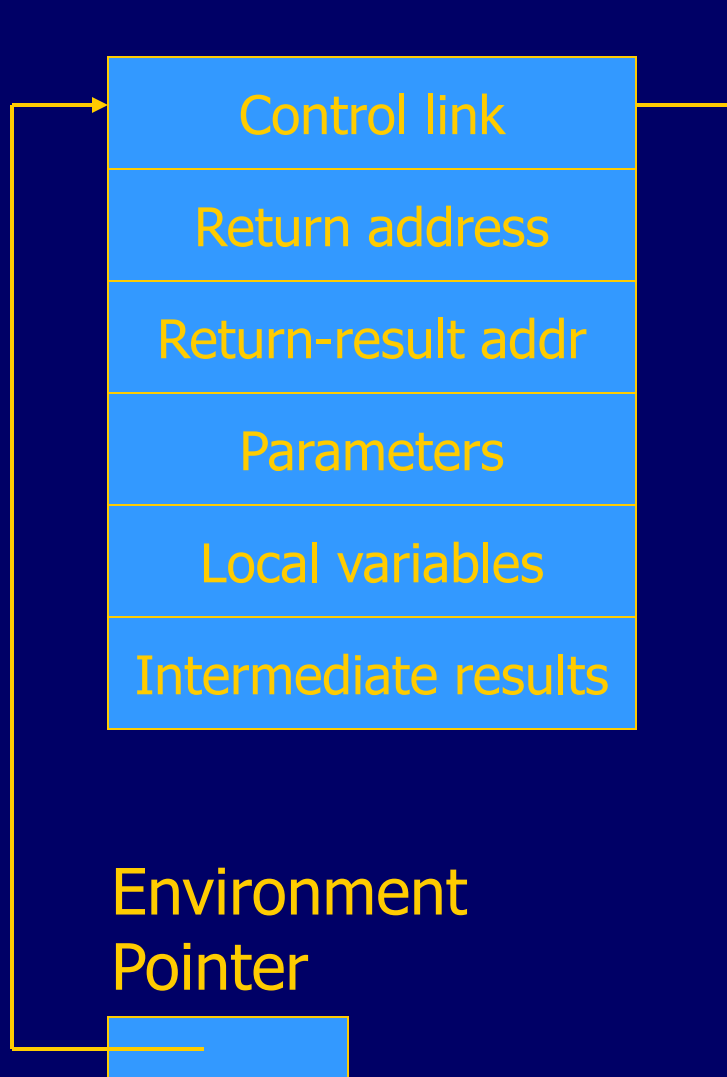 Control link
Return address
Return-result addr
Parameters
Local variables
Intermediate results
Environment
Pointer